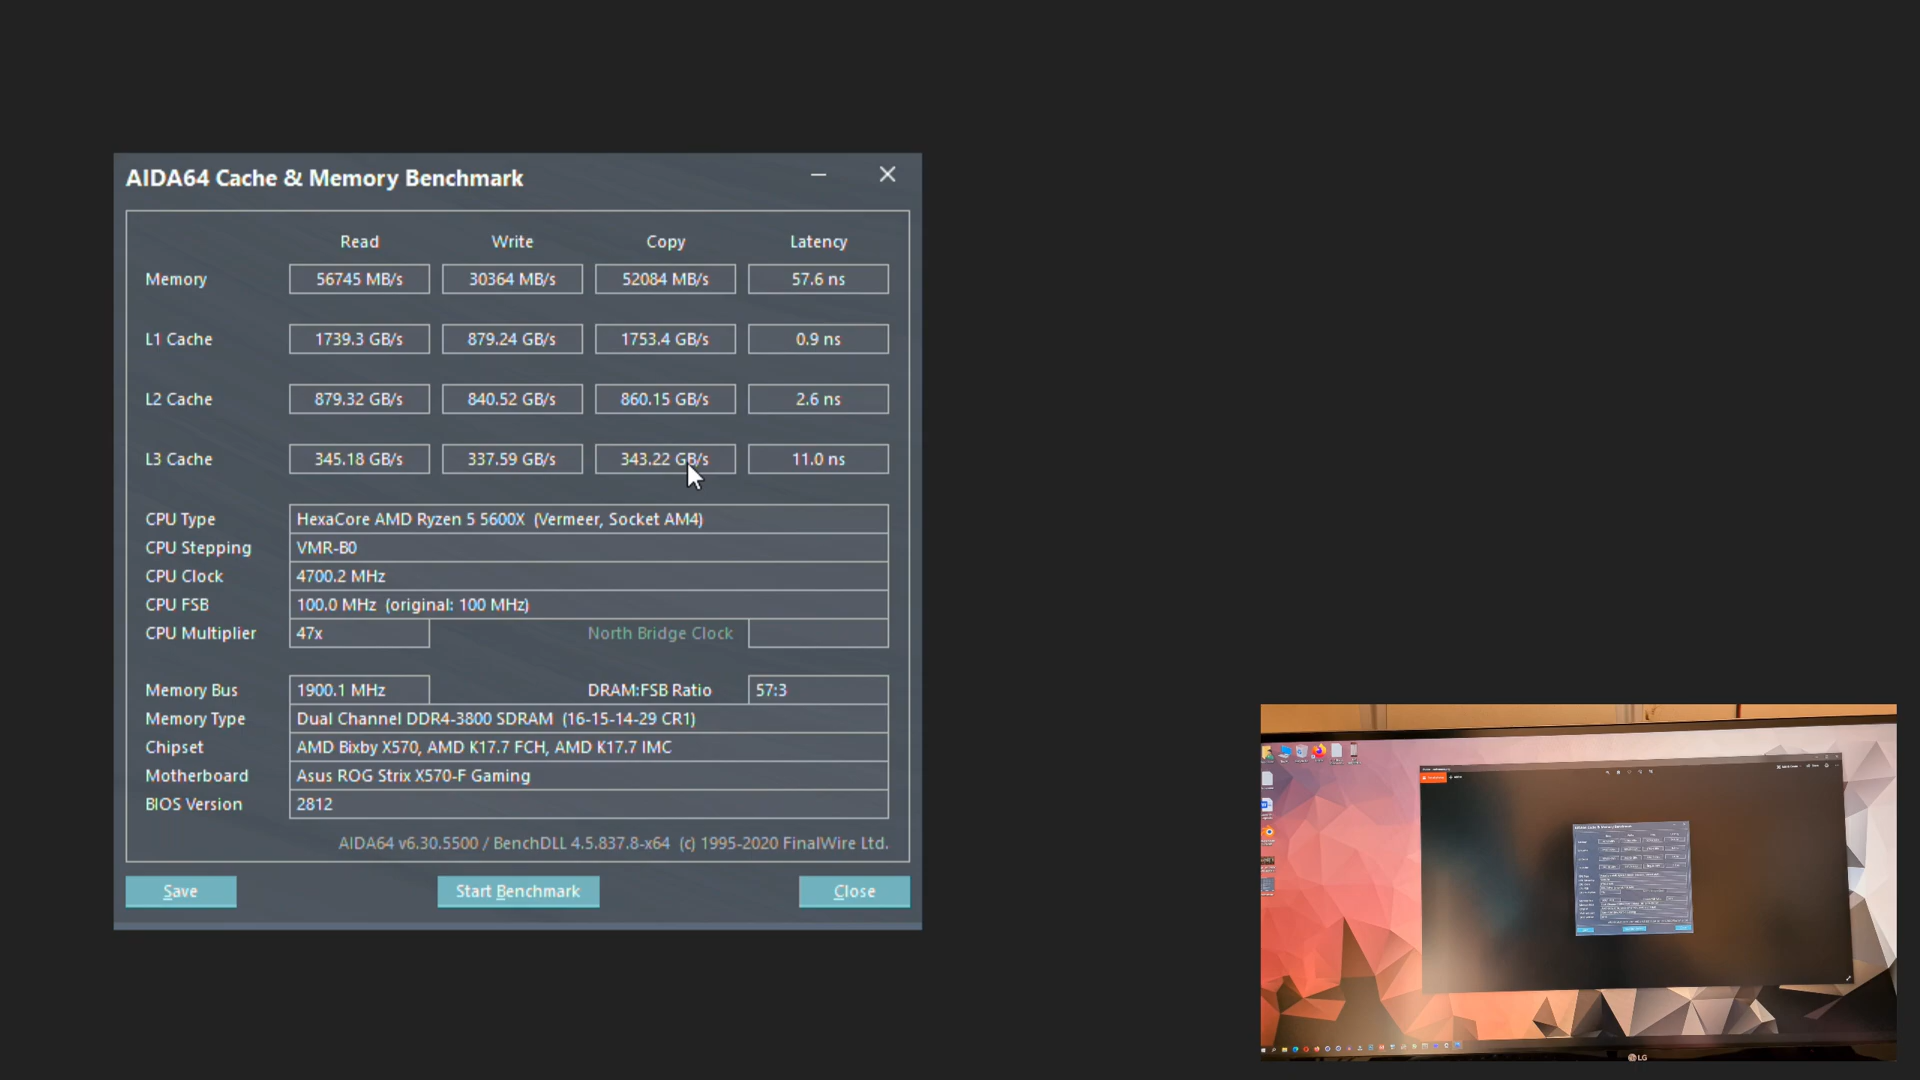 AIDA64 Cache & Memory Benchmark
Read Write Copy Latency
Memory 56745 MB/s 30364 MB/s 52084 MB/s 57.6 ns
L1 Cache 1739.3 GB/s 879.24 GB/s 1753.4 GB/s 0.9 ns
L2 Cache 879.32 GB/s 840.52 GB/s 860.15 GB/s 2.6 ns
L3 Cache 345.18 GB/s 337.59 GB/s 343.22 GB/s 11.0 ns
CPU Type HexaCore AMD Ryzen 5 5600X (Vermeer, Socket AM4)
CPU Stepping VMR-B0
CPU Clock 4700.2 MHz
CPU FSB 100.0 MHz (original: 100 MHz)
CPU Multiplier 47x North Bridge Clock
Memory Bus 1900.1 MHz DRAM:FSB Ratio 57:3
Memory Type Dual Channel DDR4-3800 SDRAM (16-15-14-29 CR1)
Chipset AMD Bixby X570, AMD K17.7 FCH, AMD K17.7 IMC
Motherboard Asus ROG Strix X570-F Gaming
BIOS Version 2812
AIDA64 v6.30.5500 / BenchDLL 4.5.837.8-x64 (c) 1995-2020 FinalWire Ltd.
Save Start Benchmark Close
LG